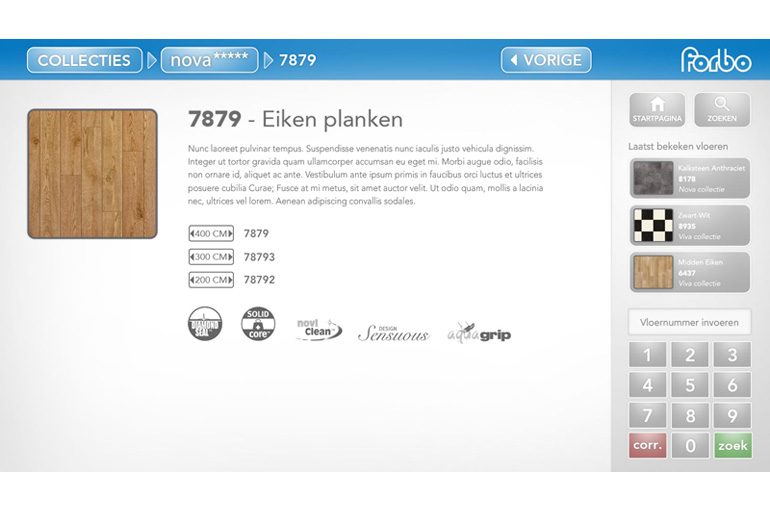 COLLECTIES nova***** 7879 VORIGE forbo
7879 - Eiken planken
Nunc laoreet pulvinar tempus. Suspendisse venenatis nunc iaculis justo vehicula dignissim.
Integer ut tortor gravida quam ullamcorper accumsan eu eget mi. Morbi augue odio, facilisis
non ornare id, aliquet ac ante. Vestibulum ante ipsum primis in faucibus orci luctus et ultrices
posuere cubilia Curae; Fusce at mi metus, sit amet auctor velit. Ut odio quam, mollis a lacinia
nec, ultrices vel lorem. Aenean adipiscing convallis sodales.
400 CM 7879
300 CM 78793
200 CM 78792
DIAMOND
SEAL
SOLID
core
novi
Clean
DESIGN
Sensuous
aquagrip
STARTPAGINA
ZOEKEN
Laatst bekeken vloeren
Kalksteen Anthraciet
8178
Nova collectie
Zwart-Wit
8935
Viva collectie
Midden Eiken
6437
Viva collectie
Vloernummer invoeren
1 2 3
4 5 6
7 8 9
corr. 0 zoek